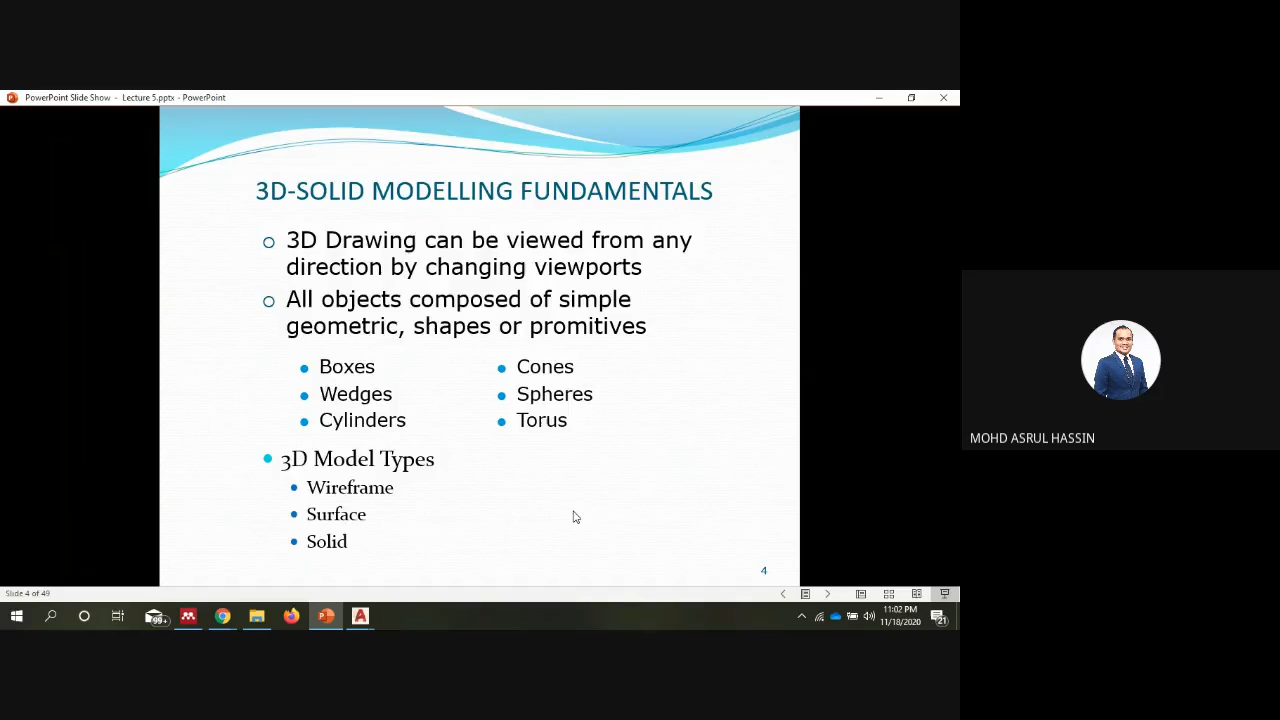 PowerPoint Slide Show - Lecture 5.pptx - PowerPoint
3D-SOLID MODELLING FUNDAMENTALS
3D Drawing can be viewed from any
direction by changing viewports
All objects composed of simple
geometric, shapes or promitives
Boxes
Wedges
Cylinders
Cones
Spheres
Torus
3D Model Types
Wireframe
Surface
Solid
4
MOHD ASRUL HASSIN
Slide 4 of 49
99+
11:02 PM
11/18/2020
21